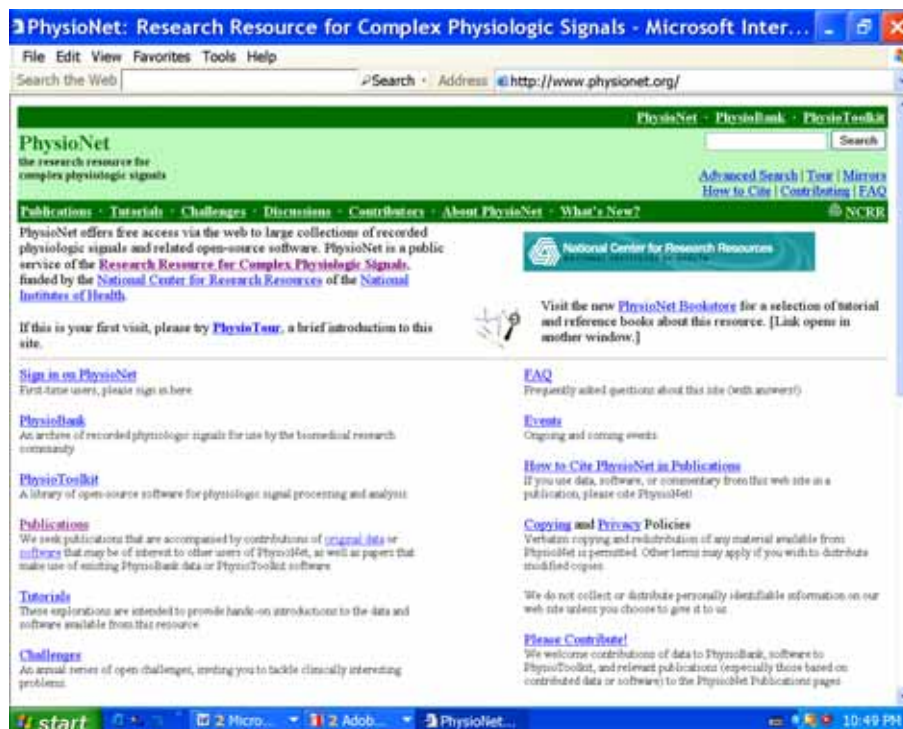 PhysioNet: Research Resource for Complex Physiologic Signals - Microsoft Inter...
File Edit View Favorites Tools Help
Search the Web Search Address http://www.physionet.org/
PhysioNet · PhysioBank · PhysioToolkit
PhysioNet
the research resource for
complex physiologic signals
Search
Advanced Search | Tour | Mirrors
How to Cite | Contributing | FAQ
Publications · Tutorials · Challenges · Discussions · Contributors · About PhysioNet · What's New? NCRR
PhysioNet offers free access via the web to large collections of recorded
physiologic signals and related open-source software. PhysioNet is a public
service of the Research Resource for Complex Physiologic Signals,
funded by the National Center for Research Resources of the National
Institutes of Health.
If this is your first visit, please try PhysioTour, a brief introduction to this
site.
National Center for Research Resources
NATIONAL INSTITUTES OF HEALTH
Visit the new PhysioNet Bookstore for a selection of tutorial
and reference books about this resource. [Link opens in
another window.]
Sign in on PhysioNet
First-time users, please sign in here
PhysioBank
An archive of recorded physiologic signals for use by the biomedical research
community
PhysioToolkit
A library of open-source software for physiologic signal processing and analysis
Publications
We seek publications that are accompanied by contributions of original data or
software that may be of interest to other users of PhysioNet, as well as papers that
make use of existing PhysioBank data or PhysioToolkit software
Tutorials
These explorations are intended to provide hands-on introductions to the data and
software available from this resource
Challenges
An annual series of open challenges, inviting you to tackle clinically interesting
problems
FAQ
Frequently asked questions about this site (with answers!)
Events
Ongoing and coming events
How to Cite PhysioNet in Publications
If you use data, software, or commentary from this web site in a
publication, please cite PhysioNet!
Copying and Privacy Policies
Verbatim copying and redistribution of any material available from
PhysioNet is permitted. Other terms may apply if you wish to distribute
modified copies.
We do not collect or distribute personally identifiable information on our
web site unless you choose to give it to us.
Please Contribute!
We welcome contributions of data to PhysioBank, software to
PhysioToolkit, and relevant publications (especially those based on
contributed data or software) to the PhysioNet Publications pages
start 2 Micro... 2 Adob... PhysioNet... 10:49 PM